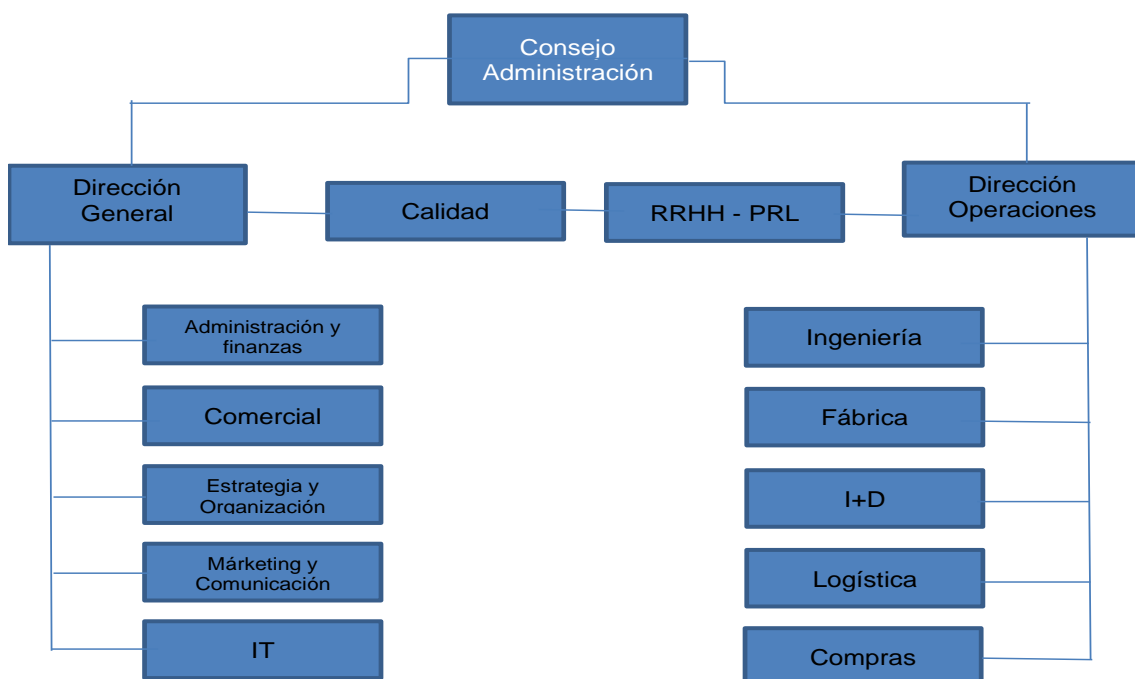 Consejo
Administración
Dirección
General
Calidad
RRHH - PRL
Dirección
Operaciones
Administración y
finanzas
Comercial
Estrategia y
Organización
Márketing y
Comunicación
IT
Ingeniería
Fábrica
I+D
Logística
Compras